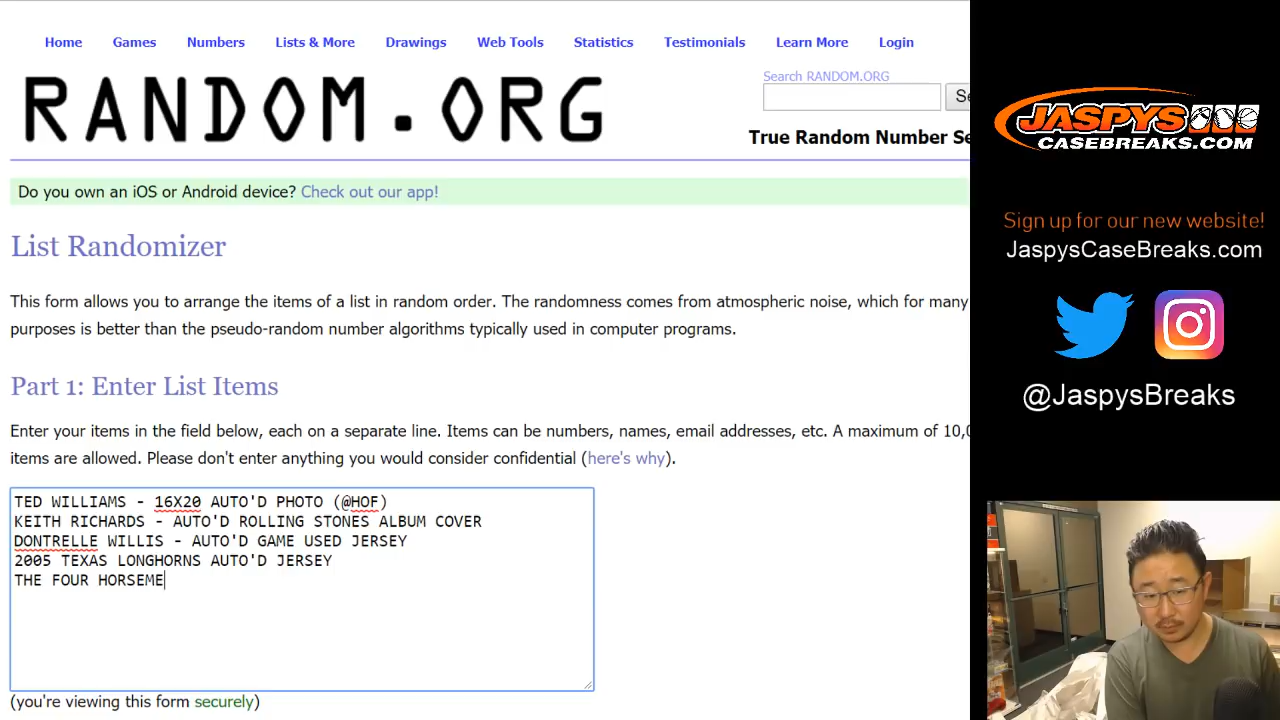 Home Games Numbers Lists & More Drawings Web Tools Statistics Testimonials Learn More Login
RANDOM.ORG
Search RANDOM.ORG
True Random Number Se
Do you own an iOS or Android device? Check out our app!
List Randomizer
This form allows you to arrange the items of a list in random order. The randomness comes from atmospheric noise, which for many
purposes is better than the pseudo-random number algorithms typically used in computer programs.
Part 1: Enter List Items
Enter your items in the field below, each on a separate line. Items can be numbers, names, email addresses, etc. A maximum of 10,0
items are allowed. Please don't enter anything you would consider confidential (here's why).
TED WILLIAMS - 16X20 AUTO'D PHOTO (@HOF)
KEITH RICHARDS - AUTO'D ROLLING STONES ALBUM COVER
DONTRELLE WILLIS - AUTO'D GAME USED JERSEY
2005 TEXAS LONGHORNS AUTO'D JERSEY
THE FOUR HORSEME
(you're viewing this form securely)
JASPYS
CASEBREAKS.COM
Sign up for our new website!
JaspysCaseBreaks.com
@JaspysBreaks